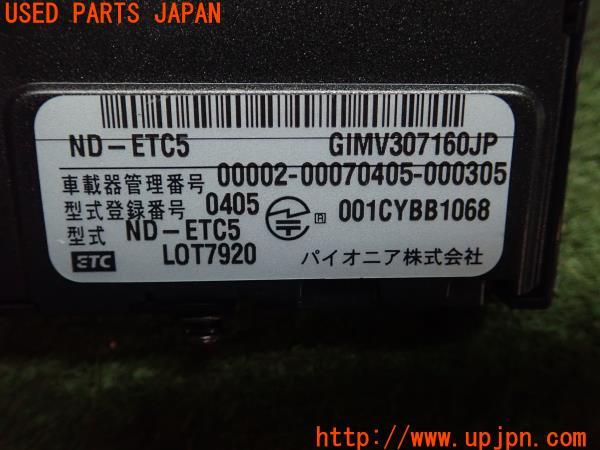 USED PARTS JAPAN
ND-ETC5 GIMV307160JP
車載器管理番号 00002-00070405-000305
型式登録番号 0405 R 001CYBB1068
型式 ND-ETC5
ETC LOT7920 パイオニア株式会社
http://www.upjpn.com/